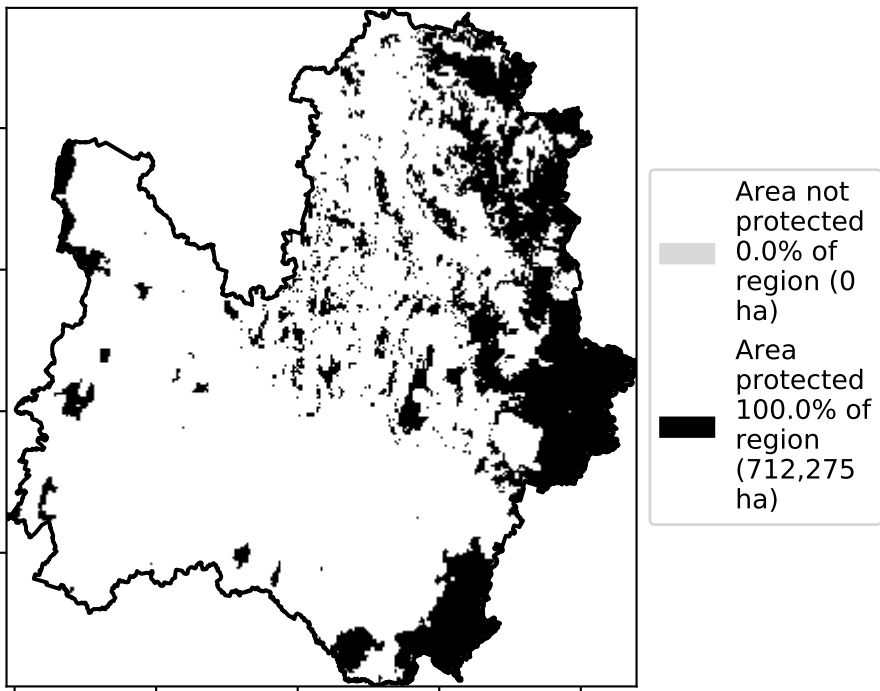 Area not
protected
0.0% of
region (0
ha)
Area
protected
100.0% of
region
(712,275
ha)